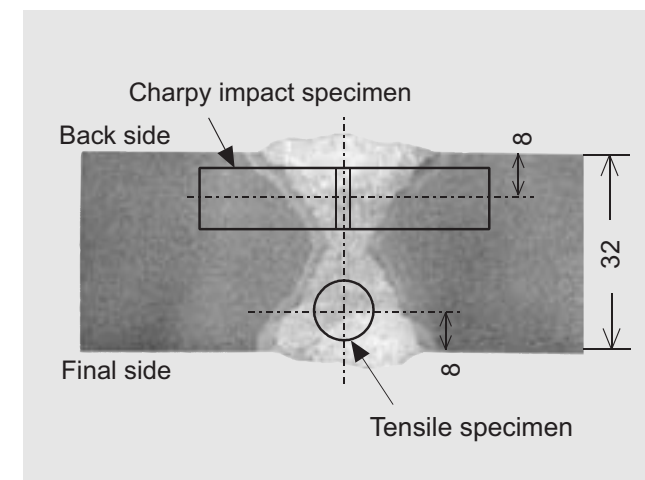 Charpy impact specimen
Back side
8
32
8
Final side
Tensile specimen